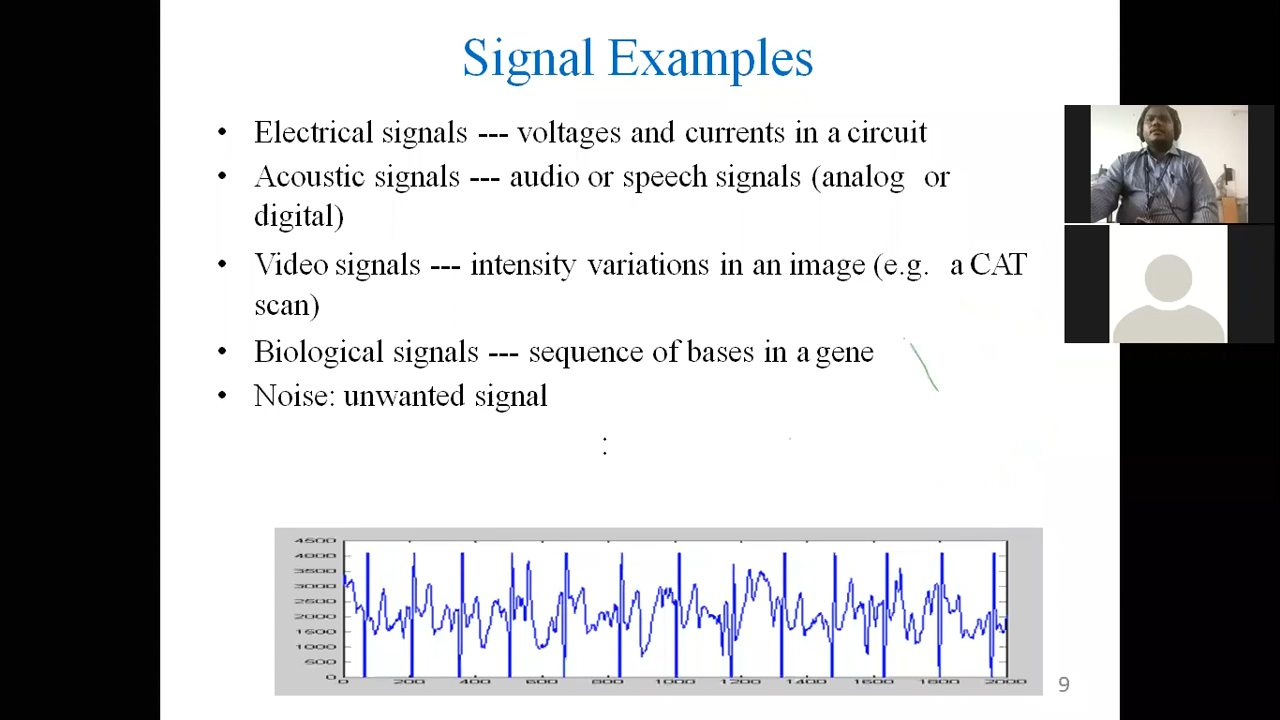 Signal Examples
• Electrical signals --- voltages and currents in a circuit
• Acoustic signals --- audio or speech signals (analog or
digital)
• Video signals --- intensity variations in an image (e.g. a CAT
scan)
• Biological signals --- sequence of bases in a gene
• Noise: unwanted signal
:
4500
4000
3500
3000
2500
2000
1500
1000
500
0
0 200 400 600 800 1000 1200 1400 1600 1800 2000
9